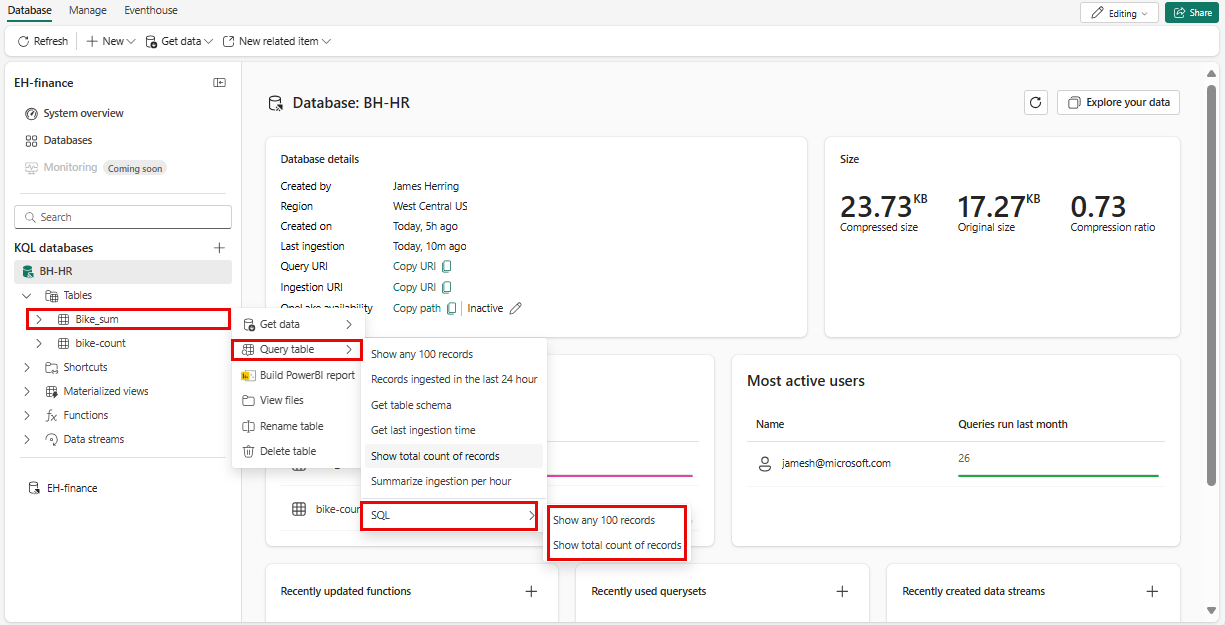 Database Manage Eventhouse
Editing
Share
Refresh New Get data New related item
EH-finance
System overview
Databases
Monitoring Coming soon
Search
KQL databases
BH-HR
Tables
Bike_sum
bike-count
Shortcuts
Materialized views
Functions
Data streams
EH-finance
Database: BH-HR
Explore your data
Database details
Created by James Herring
Region West Central US
Created on Today, 5h ago
Last ingestion Today, 10m ago
Query URI Copy URI
Ingestion URI Copy URI
OneLake availability Copy path Inactive
Size
23.73 KB
Compressed size
17.27 KB
Original size
0.73
Compression ratio
Get data
Query table
Build PowerBI report
View files
Rename table
Delete table
Show any 100 records
Records ingested in the last 24 hour
Get table schema
Get last ingestion time
Show total count of records
Summarize ingestion per hour
SQL
Show any 100 records
Show total count of records
bike-coun
Most active users
Name Queries run last month
jamesh@microsoft.com 26
Recently updated functions
Recently used querysets
Recently created data streams